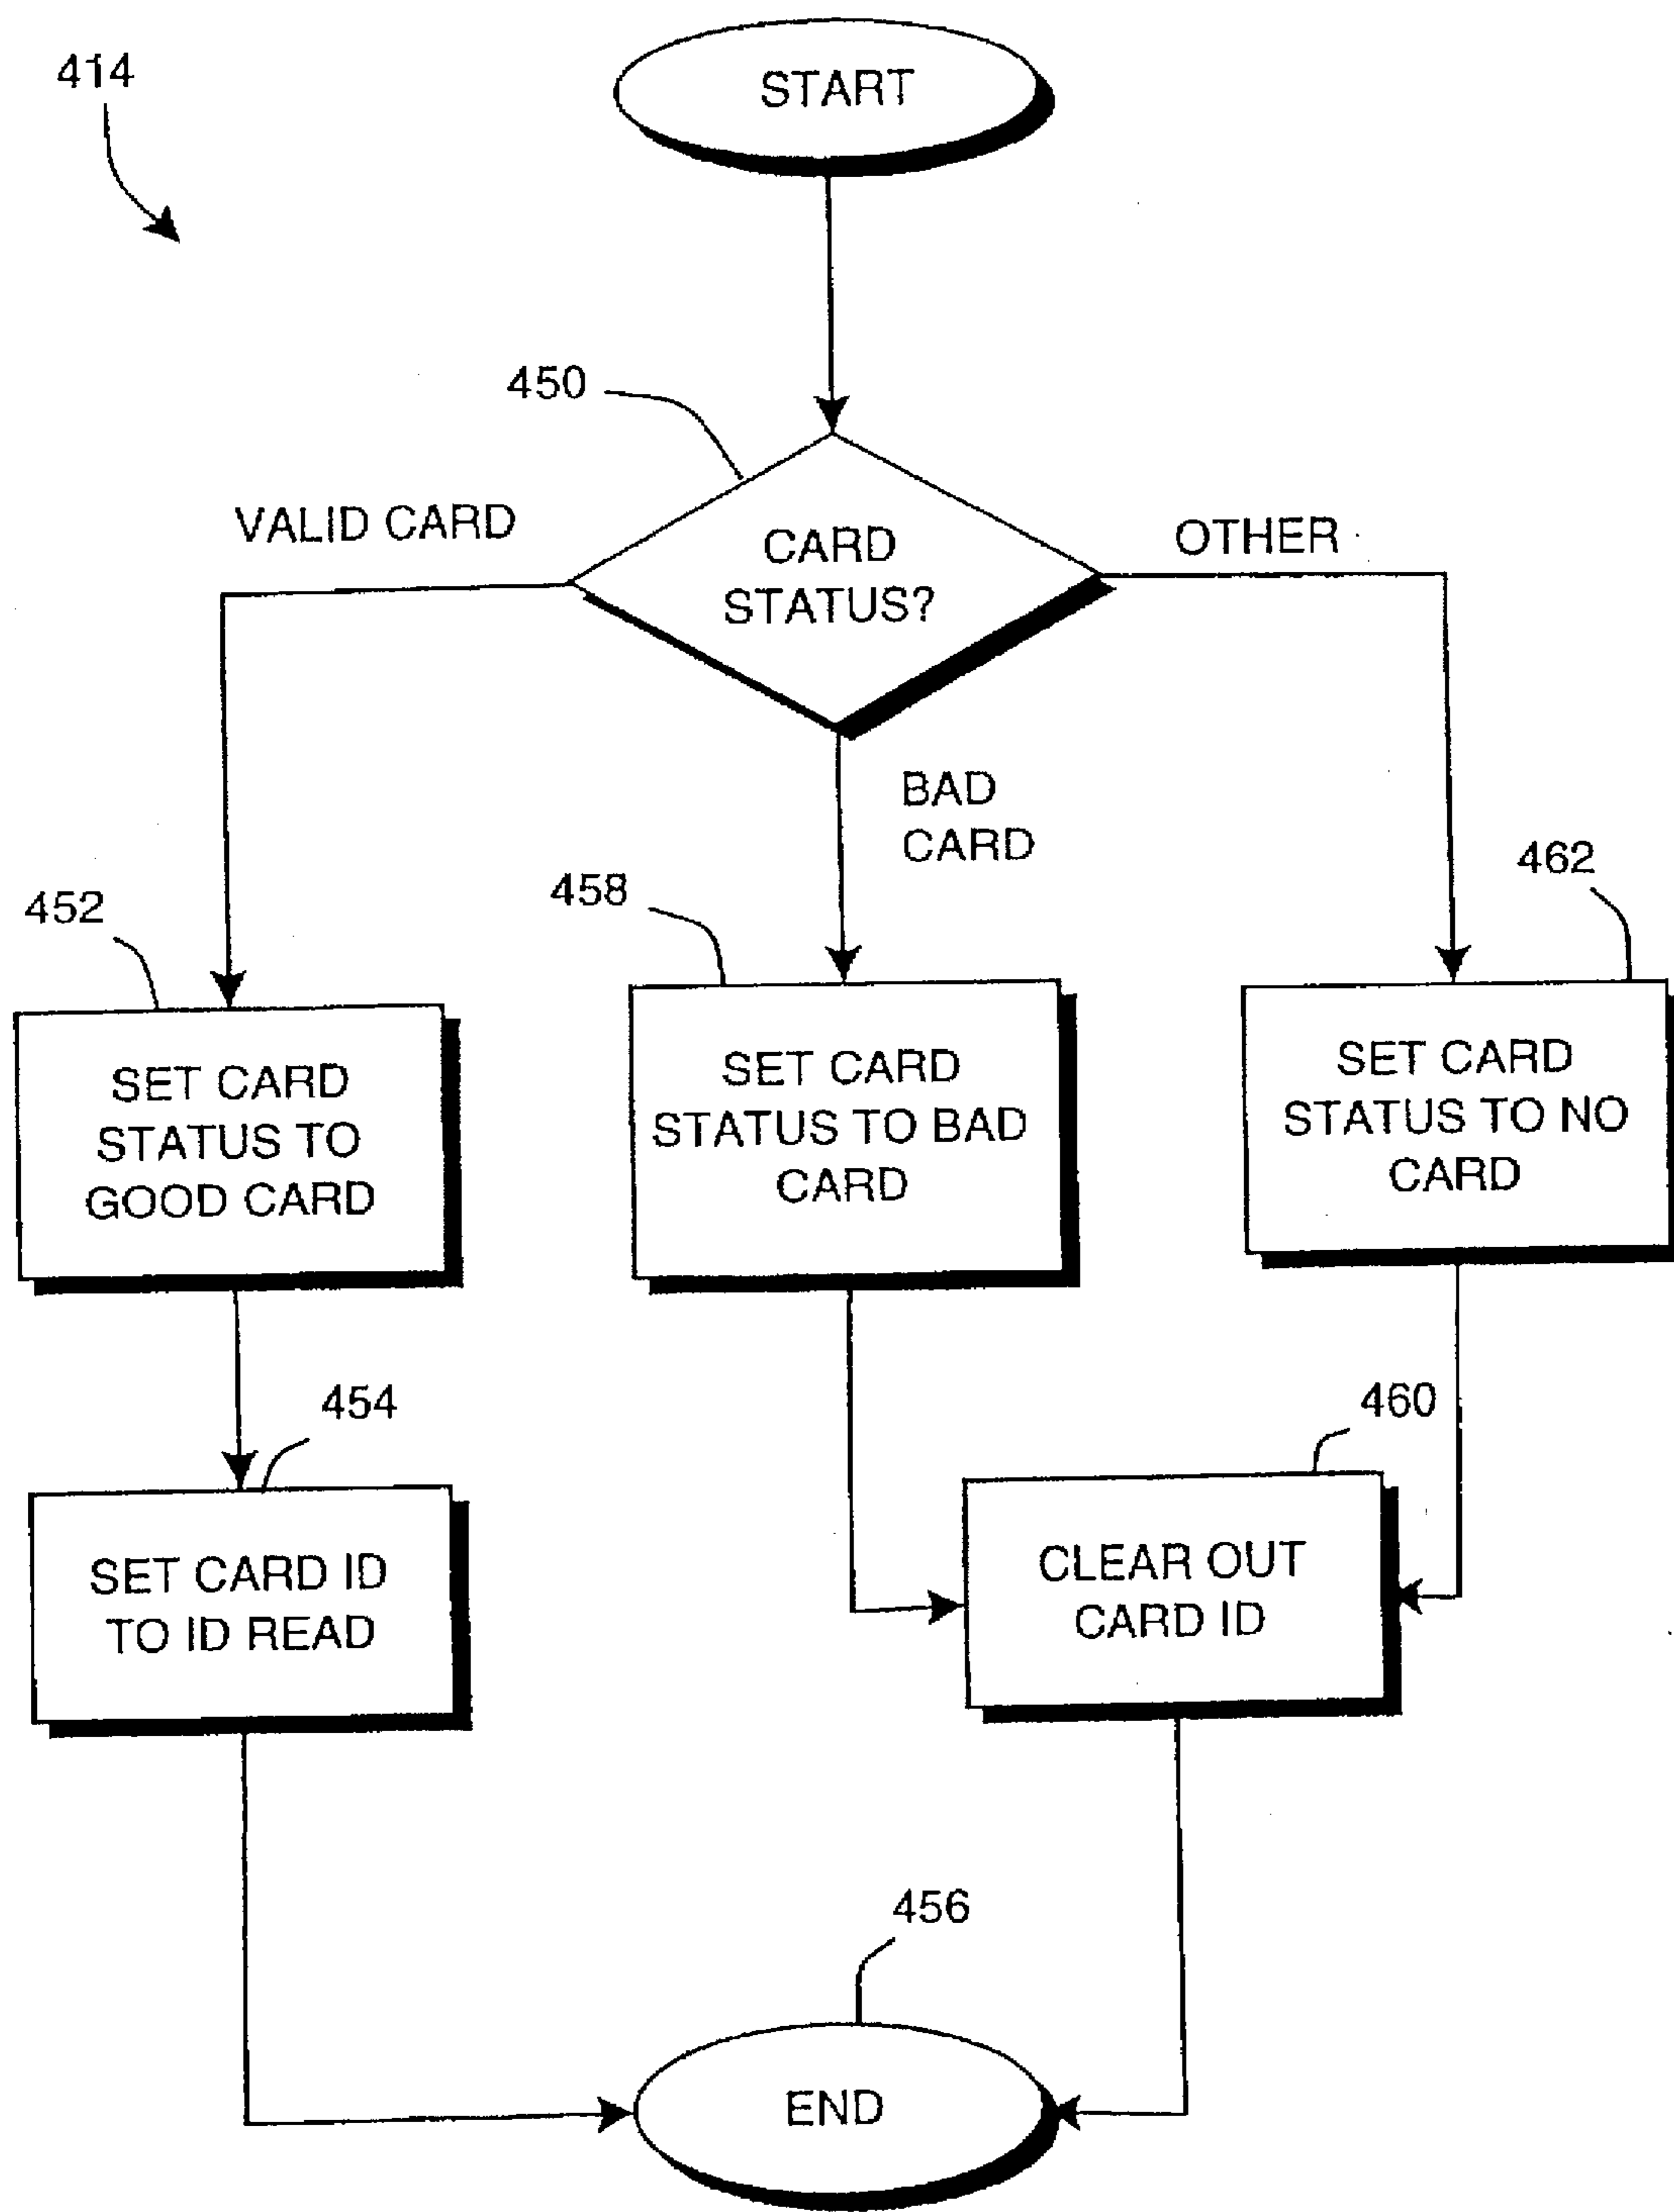 414
START
450
VALID CARD
CARD
STATUS?
OTHER
BAD
CARD
452
458
462
SET CARD
STATUS TO
GOOD CARD
SET CARD
STATUS TO BAD
CARD
SET CARD
STATUS TO NO
CARD
454
460
SET CARD ID
TO ID READ
CLEAR OUT
CARD ID
456
END